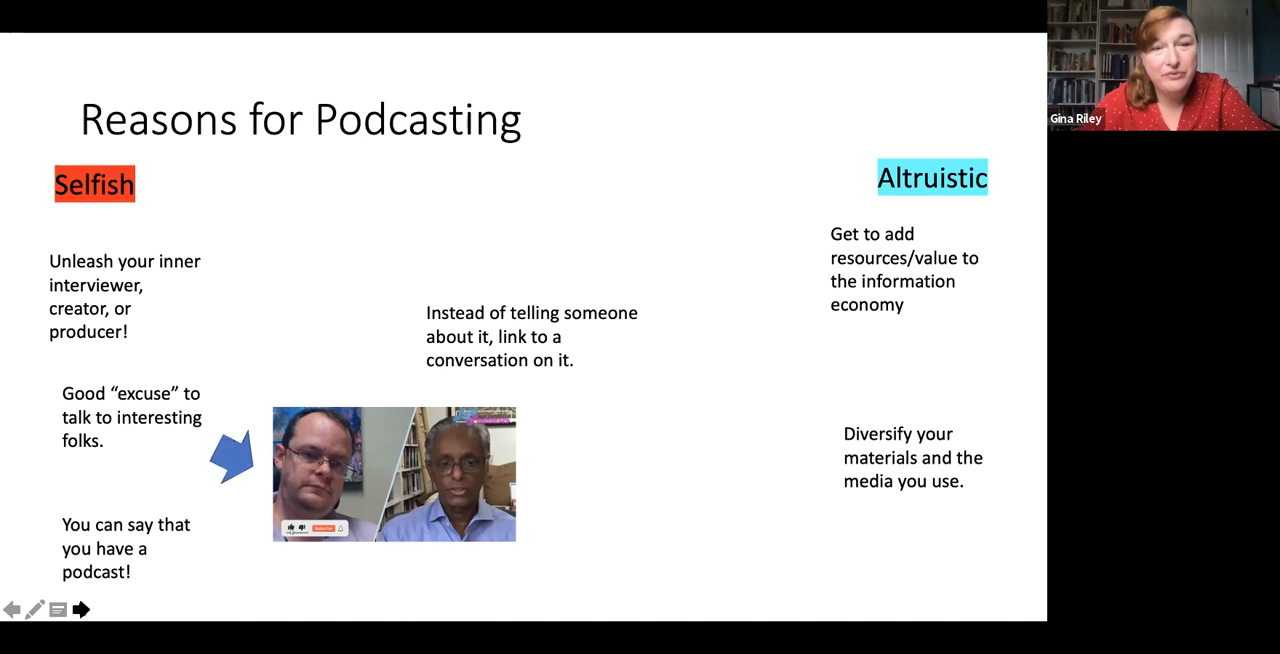 Reasons for Podcasting
Gina Riley
Selfish
Altruistic
Unleash your inner
interviewer,
creator, or
producer!
Good “excuse” to
talk to interesting
folks.
You can say that
you have a
podcast!
Instead of telling someone
about it, link to a
conversation on it.
Get to add
resources/value to
the information
economy
Diversify your
materials and the
media you use.